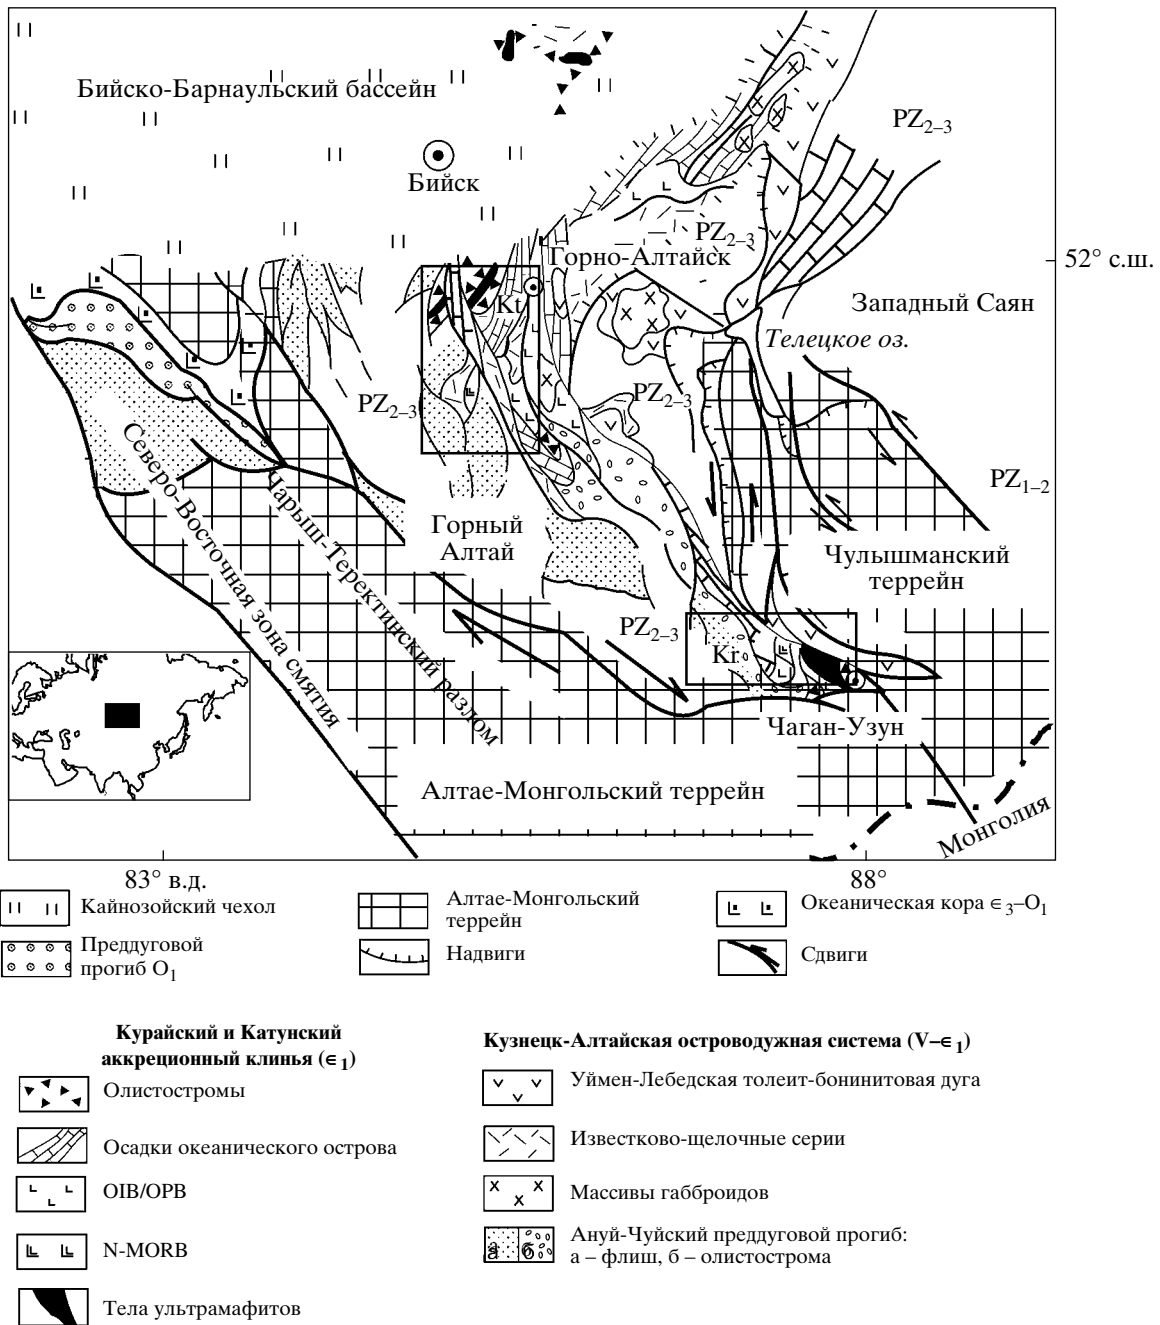 Бийско-Барнаульский бассейн
PZ2–3
Бийск
PZ2–3
Горно-Алтайск
52° с.ш.
Kt
Западный Саян
Телецкое оз.
PZ2–3
PZ2–3
Северо-Восточная зона смятия
Чарыш-Теректинский разлом
PZ1–2
Горный
Алтай
Чулышманский
террейн
PZ2–3
Kr
Чаган-Узун
Алтае-Монгольский террейн
Монголия
83° в.д.
88°
Кайнозойский чехол
Алтае-Монгольский
террейн
Океаническая кора ϵ3–O1
Преддуговой
прогиб O1
Надвиги
Сдвиги
Курайский и Катунский
аккреционный клинья (ϵ1)
Олистостромы
Осадки океанического острова
OIB/OPB
N-MORB
Тела ультрамафитов
Кузнецк-Алтайская островодужная система (V–ϵ1)
Уймен-Лебедская толеит-бонинитовая дуга
Известково-щелочные серии
Массивы габброидов
а б
Ануй-Чуйский преддуговой прогиб:
а – флиш, б – олистострома